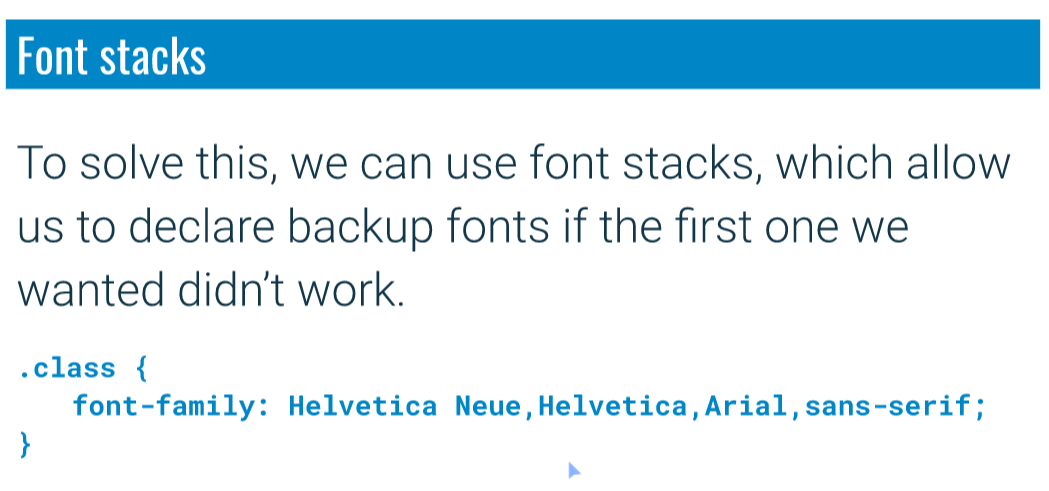 Font stacks
To solve this, we can use font stacks, which allow
us to declare backup fonts if the first one we
wanted didn’t work.
.class {
font-family: Helvetica Neue,Helvetica,Arial,sans-serif;
}